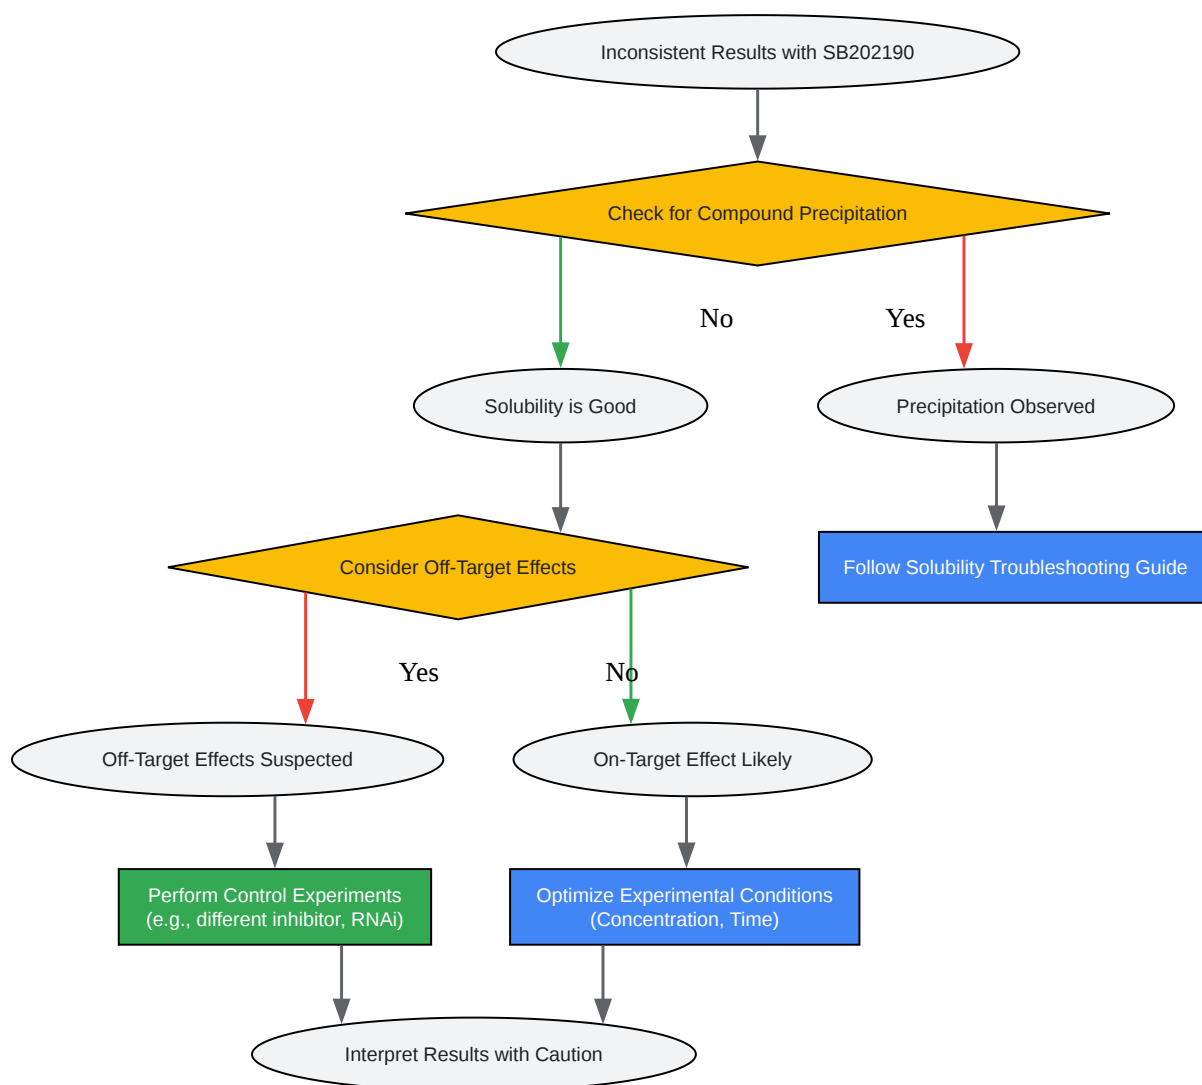 Inconsistent Results with SB202190
Check for Compound Precipitation
No
Yes
Solubility is Good
Precipitation Observed
Consider Off-Target Effects
Follow Solubility Troubleshooting Guide
Yes
No
Off-Target Effects Suspected
On-Target Effect Likely
Perform Control Experiments
(e.g., different inhibitor, RNAi)
Optimize Experimental Conditions
(Concentration, Time)
Interpret Results with Caution